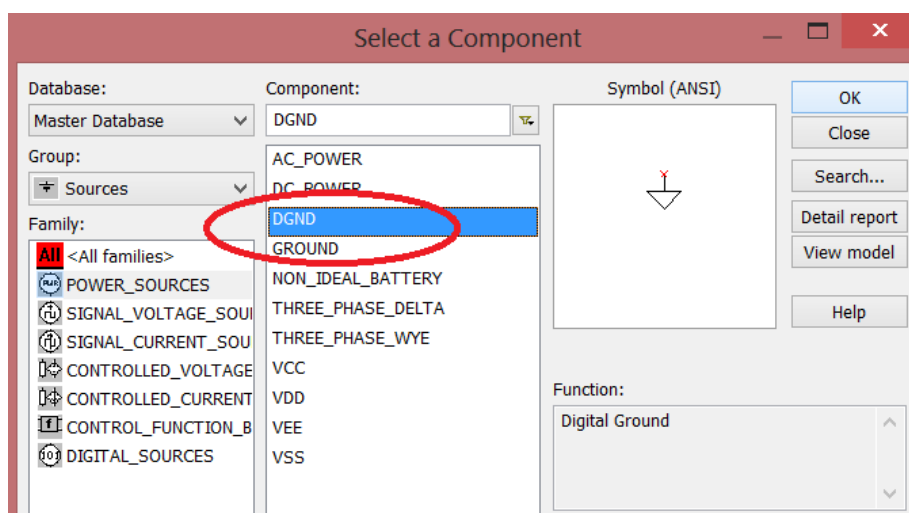 Select a Component
Database:
Master Database
Group:
Sources
Family:
All <All families>
POWER_SOURCES
SIGNAL_VOLTAGE_SOU
SIGNAL_CURRENT_SOU
CONTROLLED_VOLTAGE
CONTROLLED_CURRENT
CONTROL_FUNCTION_B
DIGITAL_SOURCES
Component:
DGND
AC_POWER
DC_POWER
DGND
GROUND
NON_IDEAL_BATTERY
THREE_PHASE_DELTA
THREE_PHASE_WYE
VCC
VDD
VEE
VSS
Symbol (ANSI)
Function:
Digital Ground
OK
Close
Search...
Detail report
View model
Help